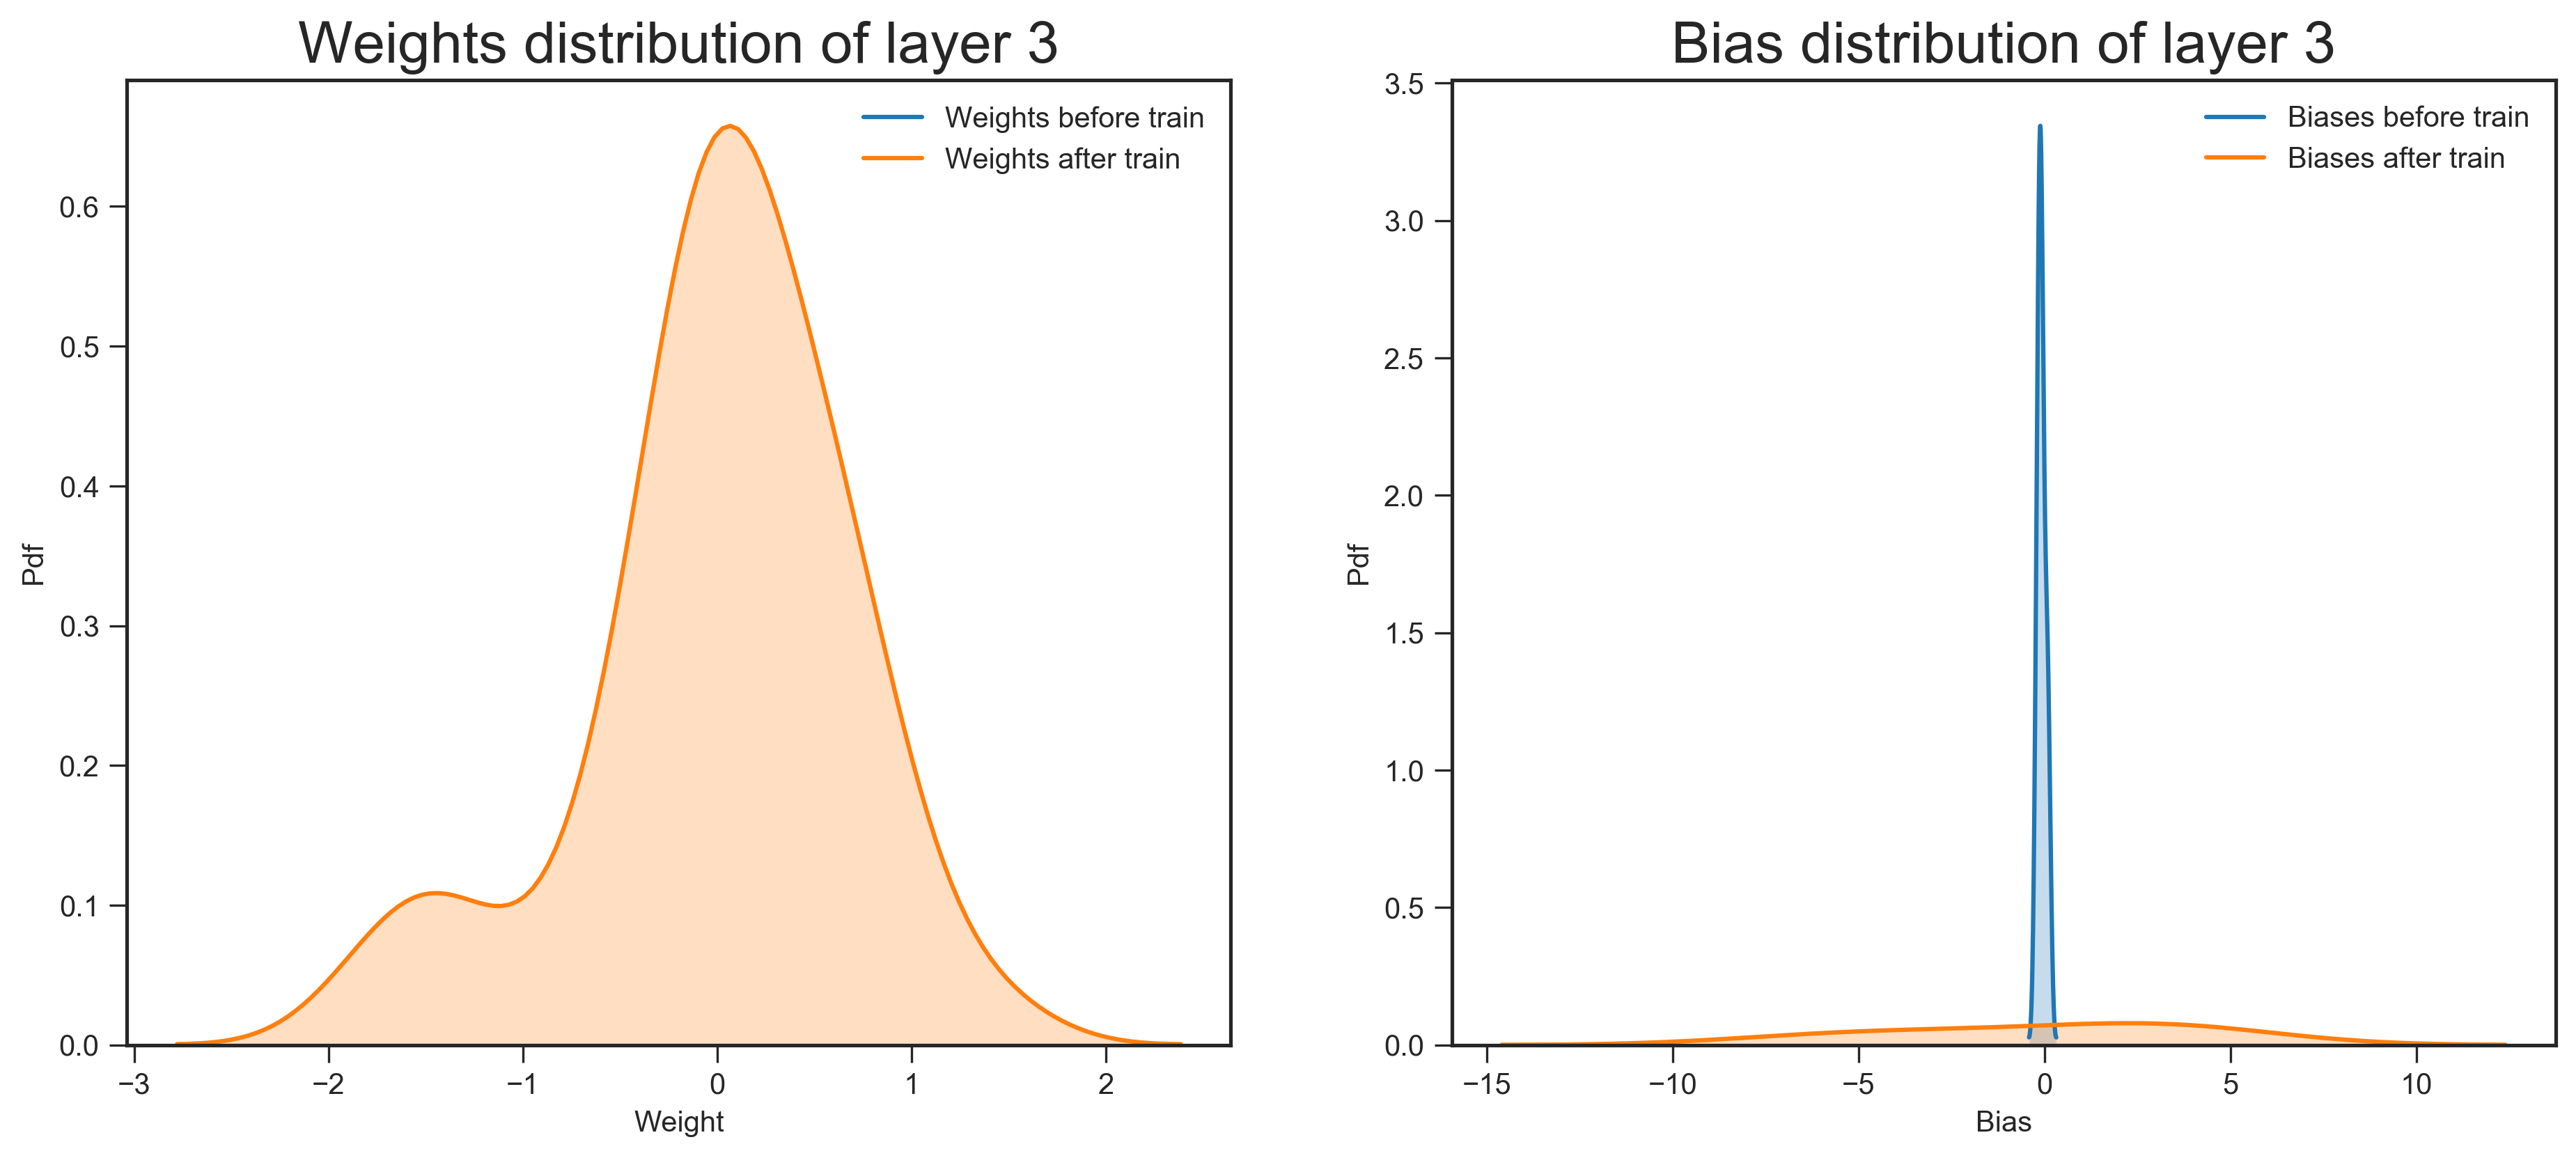 Weights distribution of layer 3
Weights before train
Weights after train
0.6
0.5
0.4
0.3
0.2
0.1
0.0
Pdf
−3 −2 −1 0 1 2
Weight
Bias distribution of layer 3
Biases before train
Biases after train
3.5
3.0
2.5
2.0
1.5
1.0
0.5
0.0
Pdf
−15 −10 −5 0 5 10
Bias